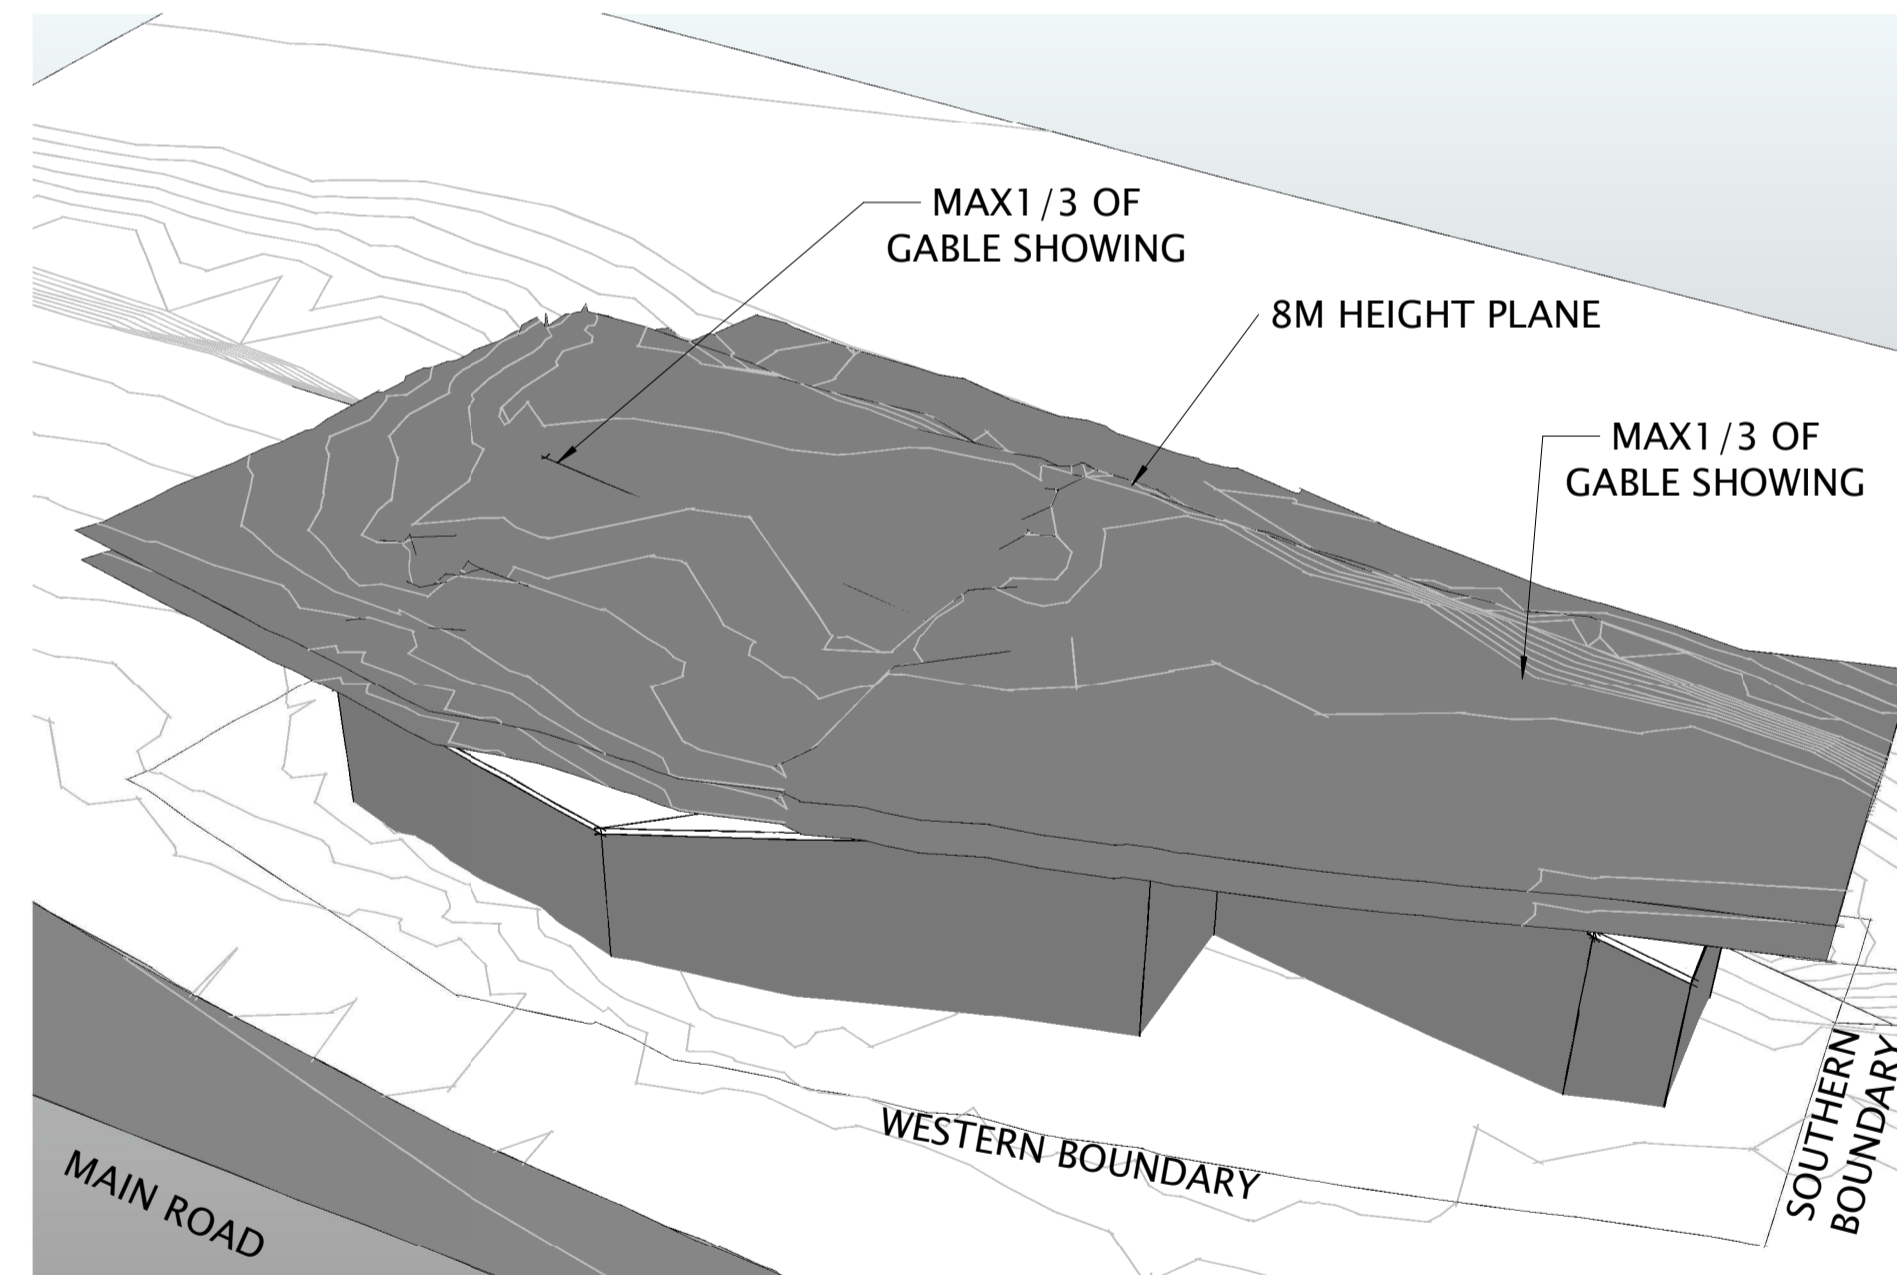 MAX1/3 OF
GABLE SHOWING
8M HEIGHT PLANE
MAX1/3 OF
GABLE SHOWING
WESTERN BOUNDARY
SOUTHERN
BOUNDARY
MAIN ROAD